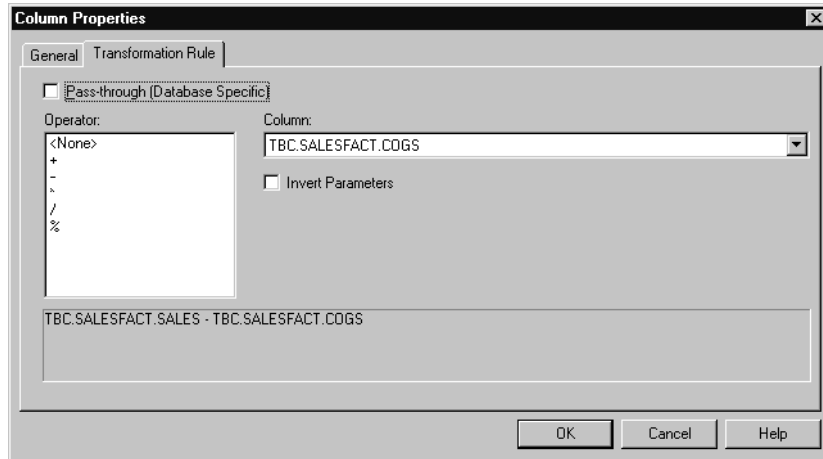 Column Properties
General Transformation Rule
Pass-through (Database Specific)
Operator: Column:
<None> TBC.SALESFACT.COGS
+
-
*
/
%
Invert Parameters
TBC.SALESFACT.SALES - TBC.SALESFACT.COGS
OK Cancel Help